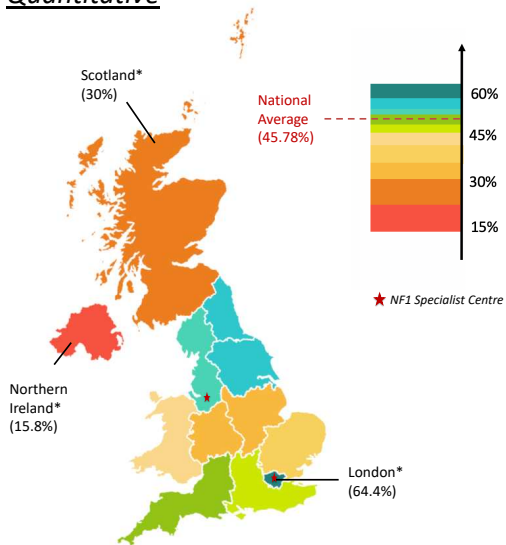 Quantitative
Scotland*
(30%)
National
Average
(45.78%)
60%
45%
30%
15%
NF1 Specialist Centre
Northern
Ireland*
(15.8%)
London*
(64.4%)